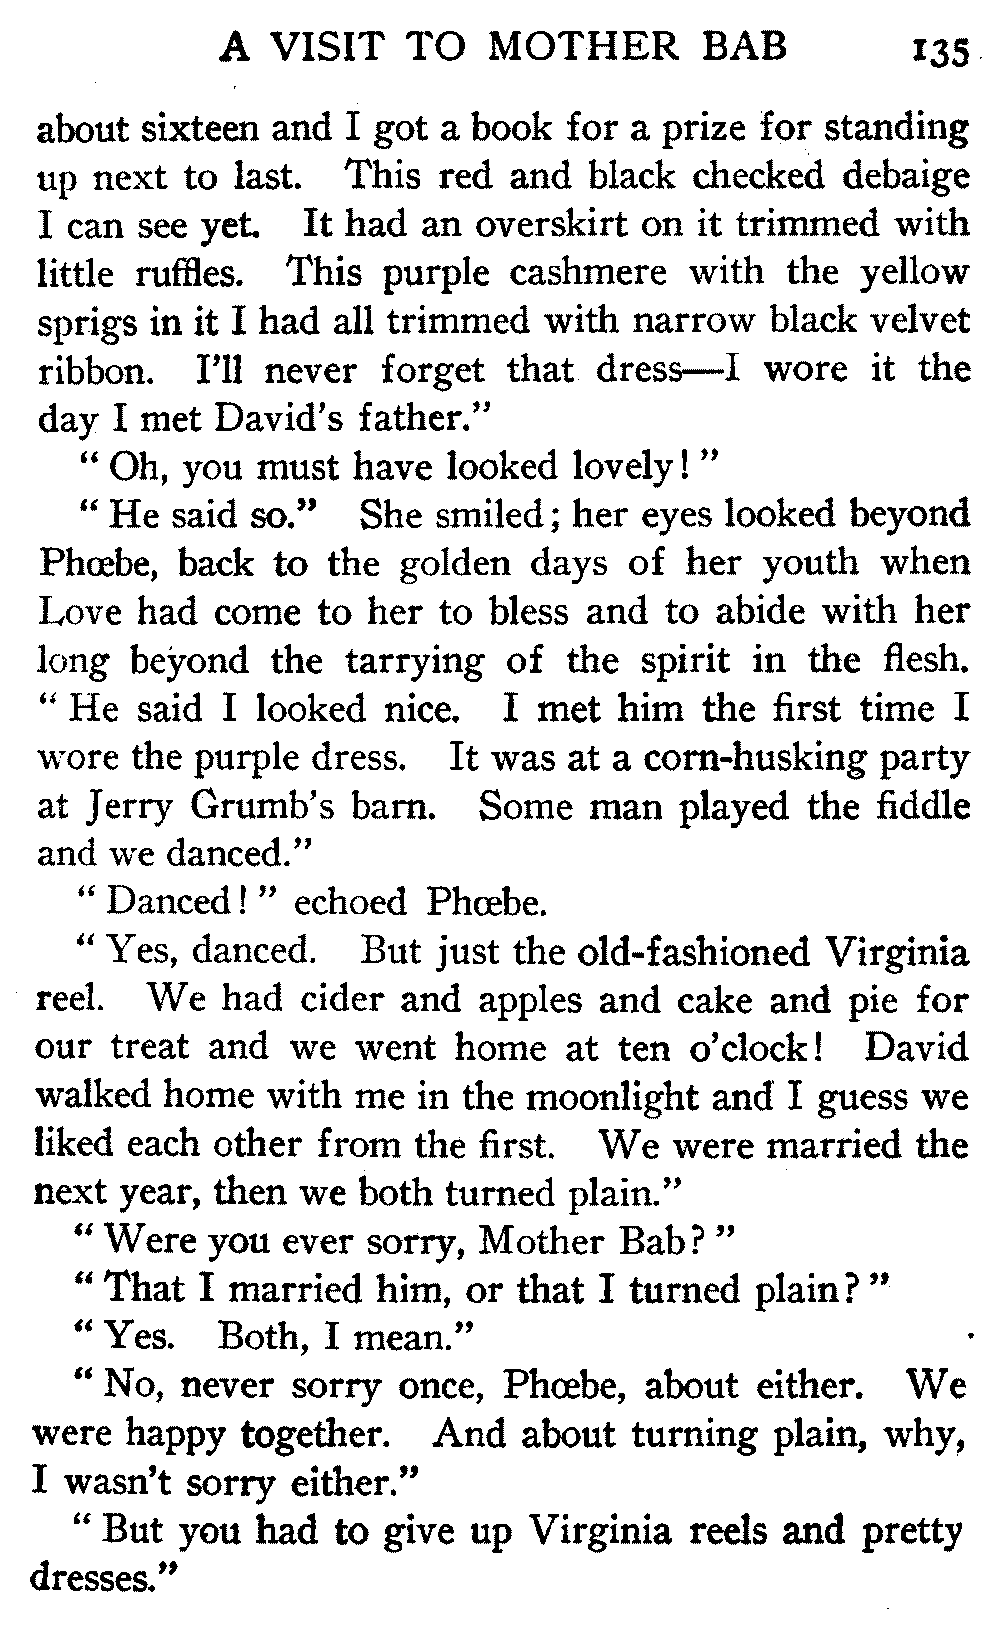 A VISIT TO MOTHER BAB 135
about sixteen and I got a book for a prize for standing
up next to last. This red and black checked debaige
I can see yet. It had an overskirt on it trimmed with
little ruffles. This purple cashmere with the yellow
sprigs in it I had all trimmed with narrow black velvet
ribbon. I'll never forget that dress—I wore it the
day I met David's father."
" Oh, you must have looked lovely! "
" He said so." She smiled; her eyes looked beyond
Phœbe, back to the golden days of her youth when
Love had come to her to bless and to abide with her
long beyond the tarrying of the spirit in the flesh.
" He said I looked nice. I met him the first time I
wore the purple dress. It was at a corn-husking party
at Jerry Grumb's barn. Some man played the fiddle
and we danced."
" Danced! " echoed Phœbe.
" Yes, danced. But just the old-fashioned Virginia
reel. We had cider and apples and cake and pie for
our treat and we went home at ten o'clock! David
walked home with me in the moonlight and I guess we
liked each other from the first. We were married the
next year, then we both turned plain."
" Were you ever sorry, Mother Bab? "
" That I married him, or that I turned plain? "
" Yes. Both, I mean."
" No, never sorry once, Phœbe, about either. We
were happy together. And about turning plain, why,
I wasn't sorry either."
" But you had to give up Virginia reels and pretty
dresses."